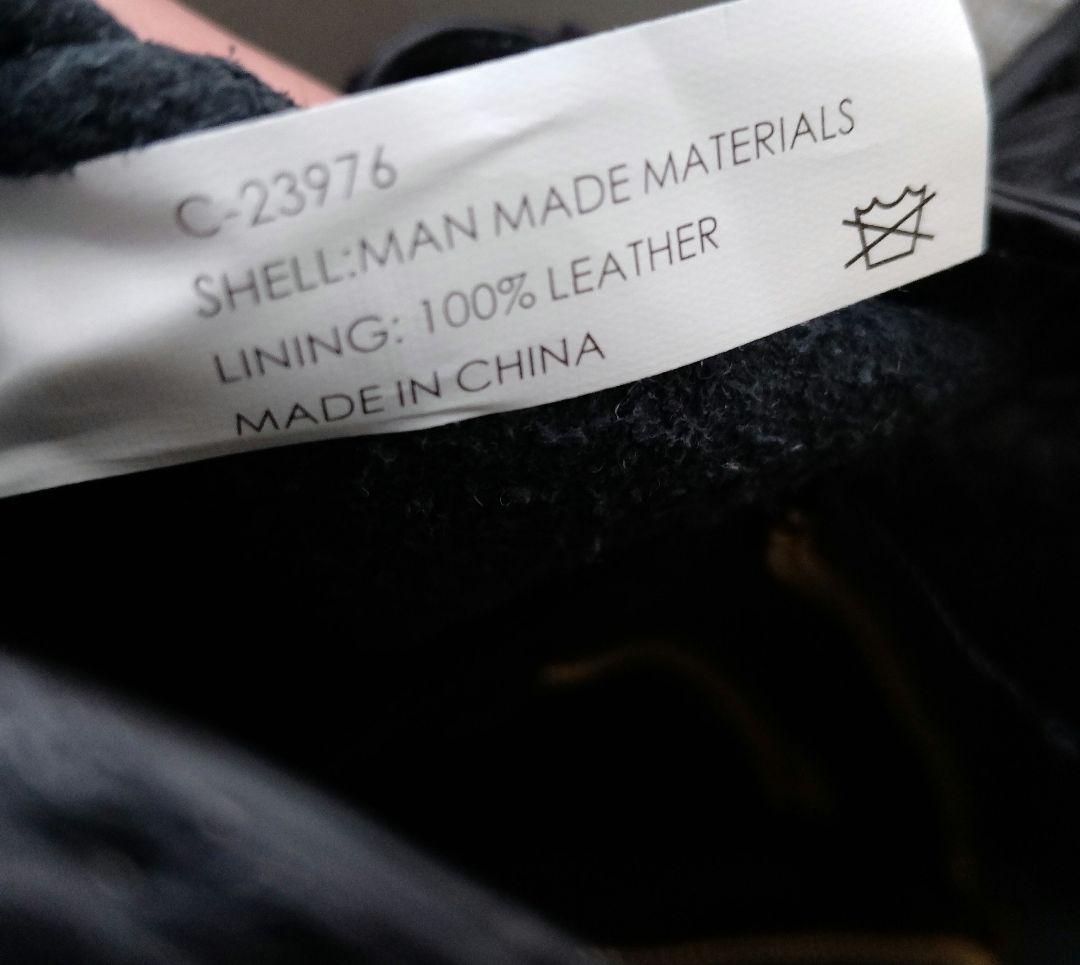 C-23976
SHELL:MAN MADE MATERIALS
LINING: 100% LEATHER
MADE IN CHINA